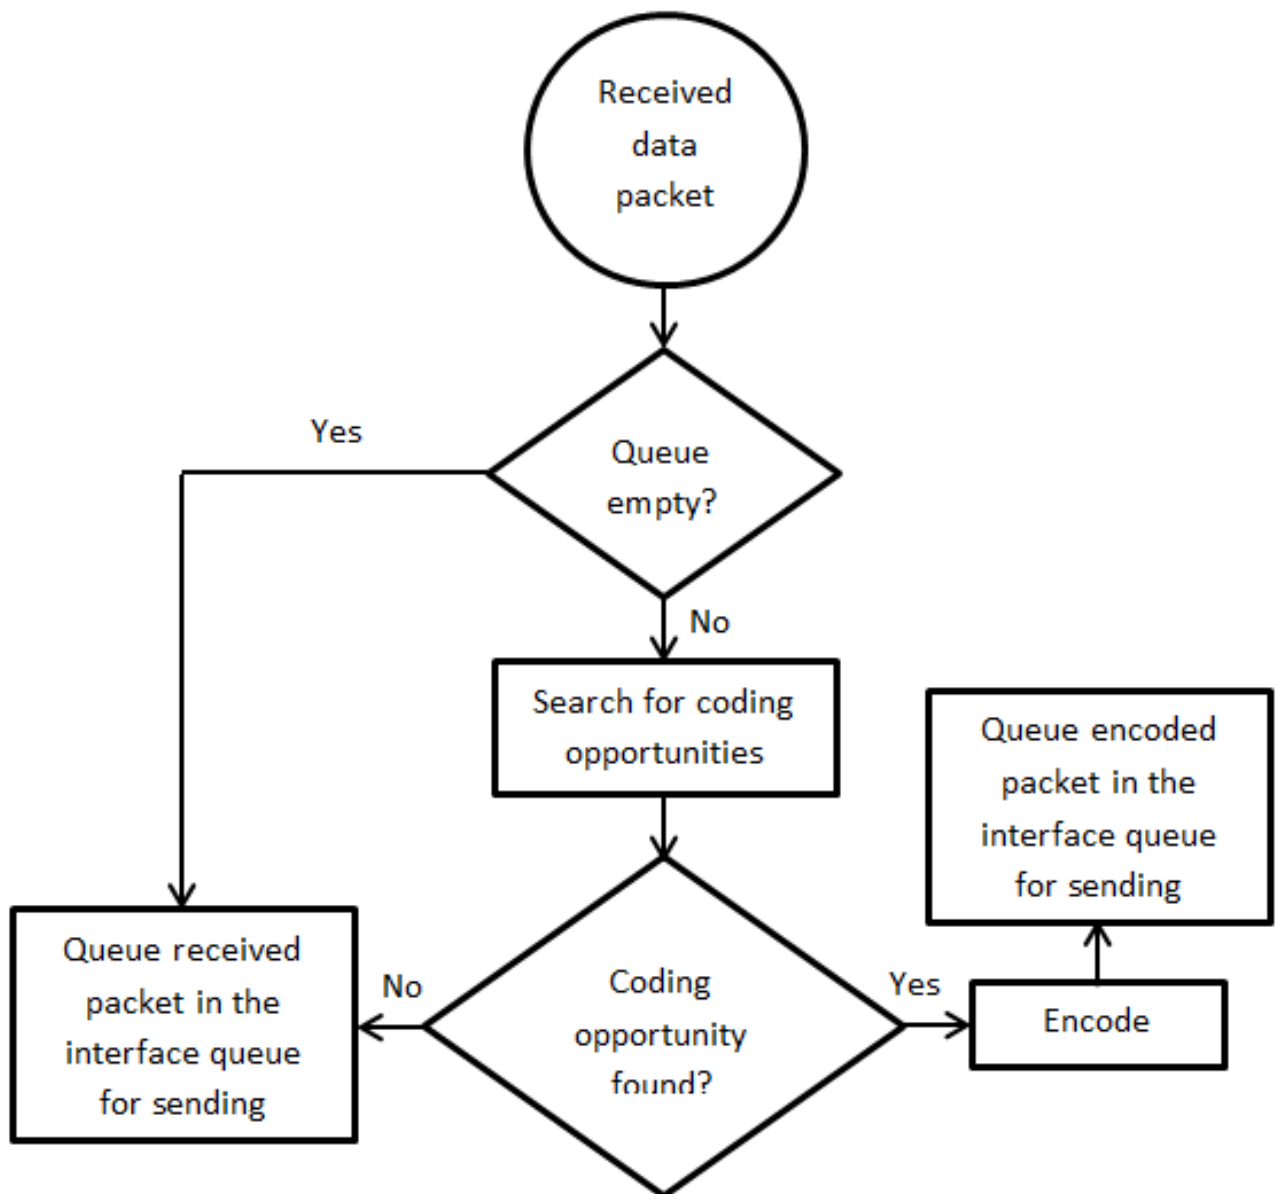 Received
data
packet
Yes
Queue
empty?
No
Search for coding
opportunities
Queue encoded
packet in the
interface queue
for sending
Queue received
packet in the
interface queue
for sending
No
Coding
opportunity
found?
Yes
Encode